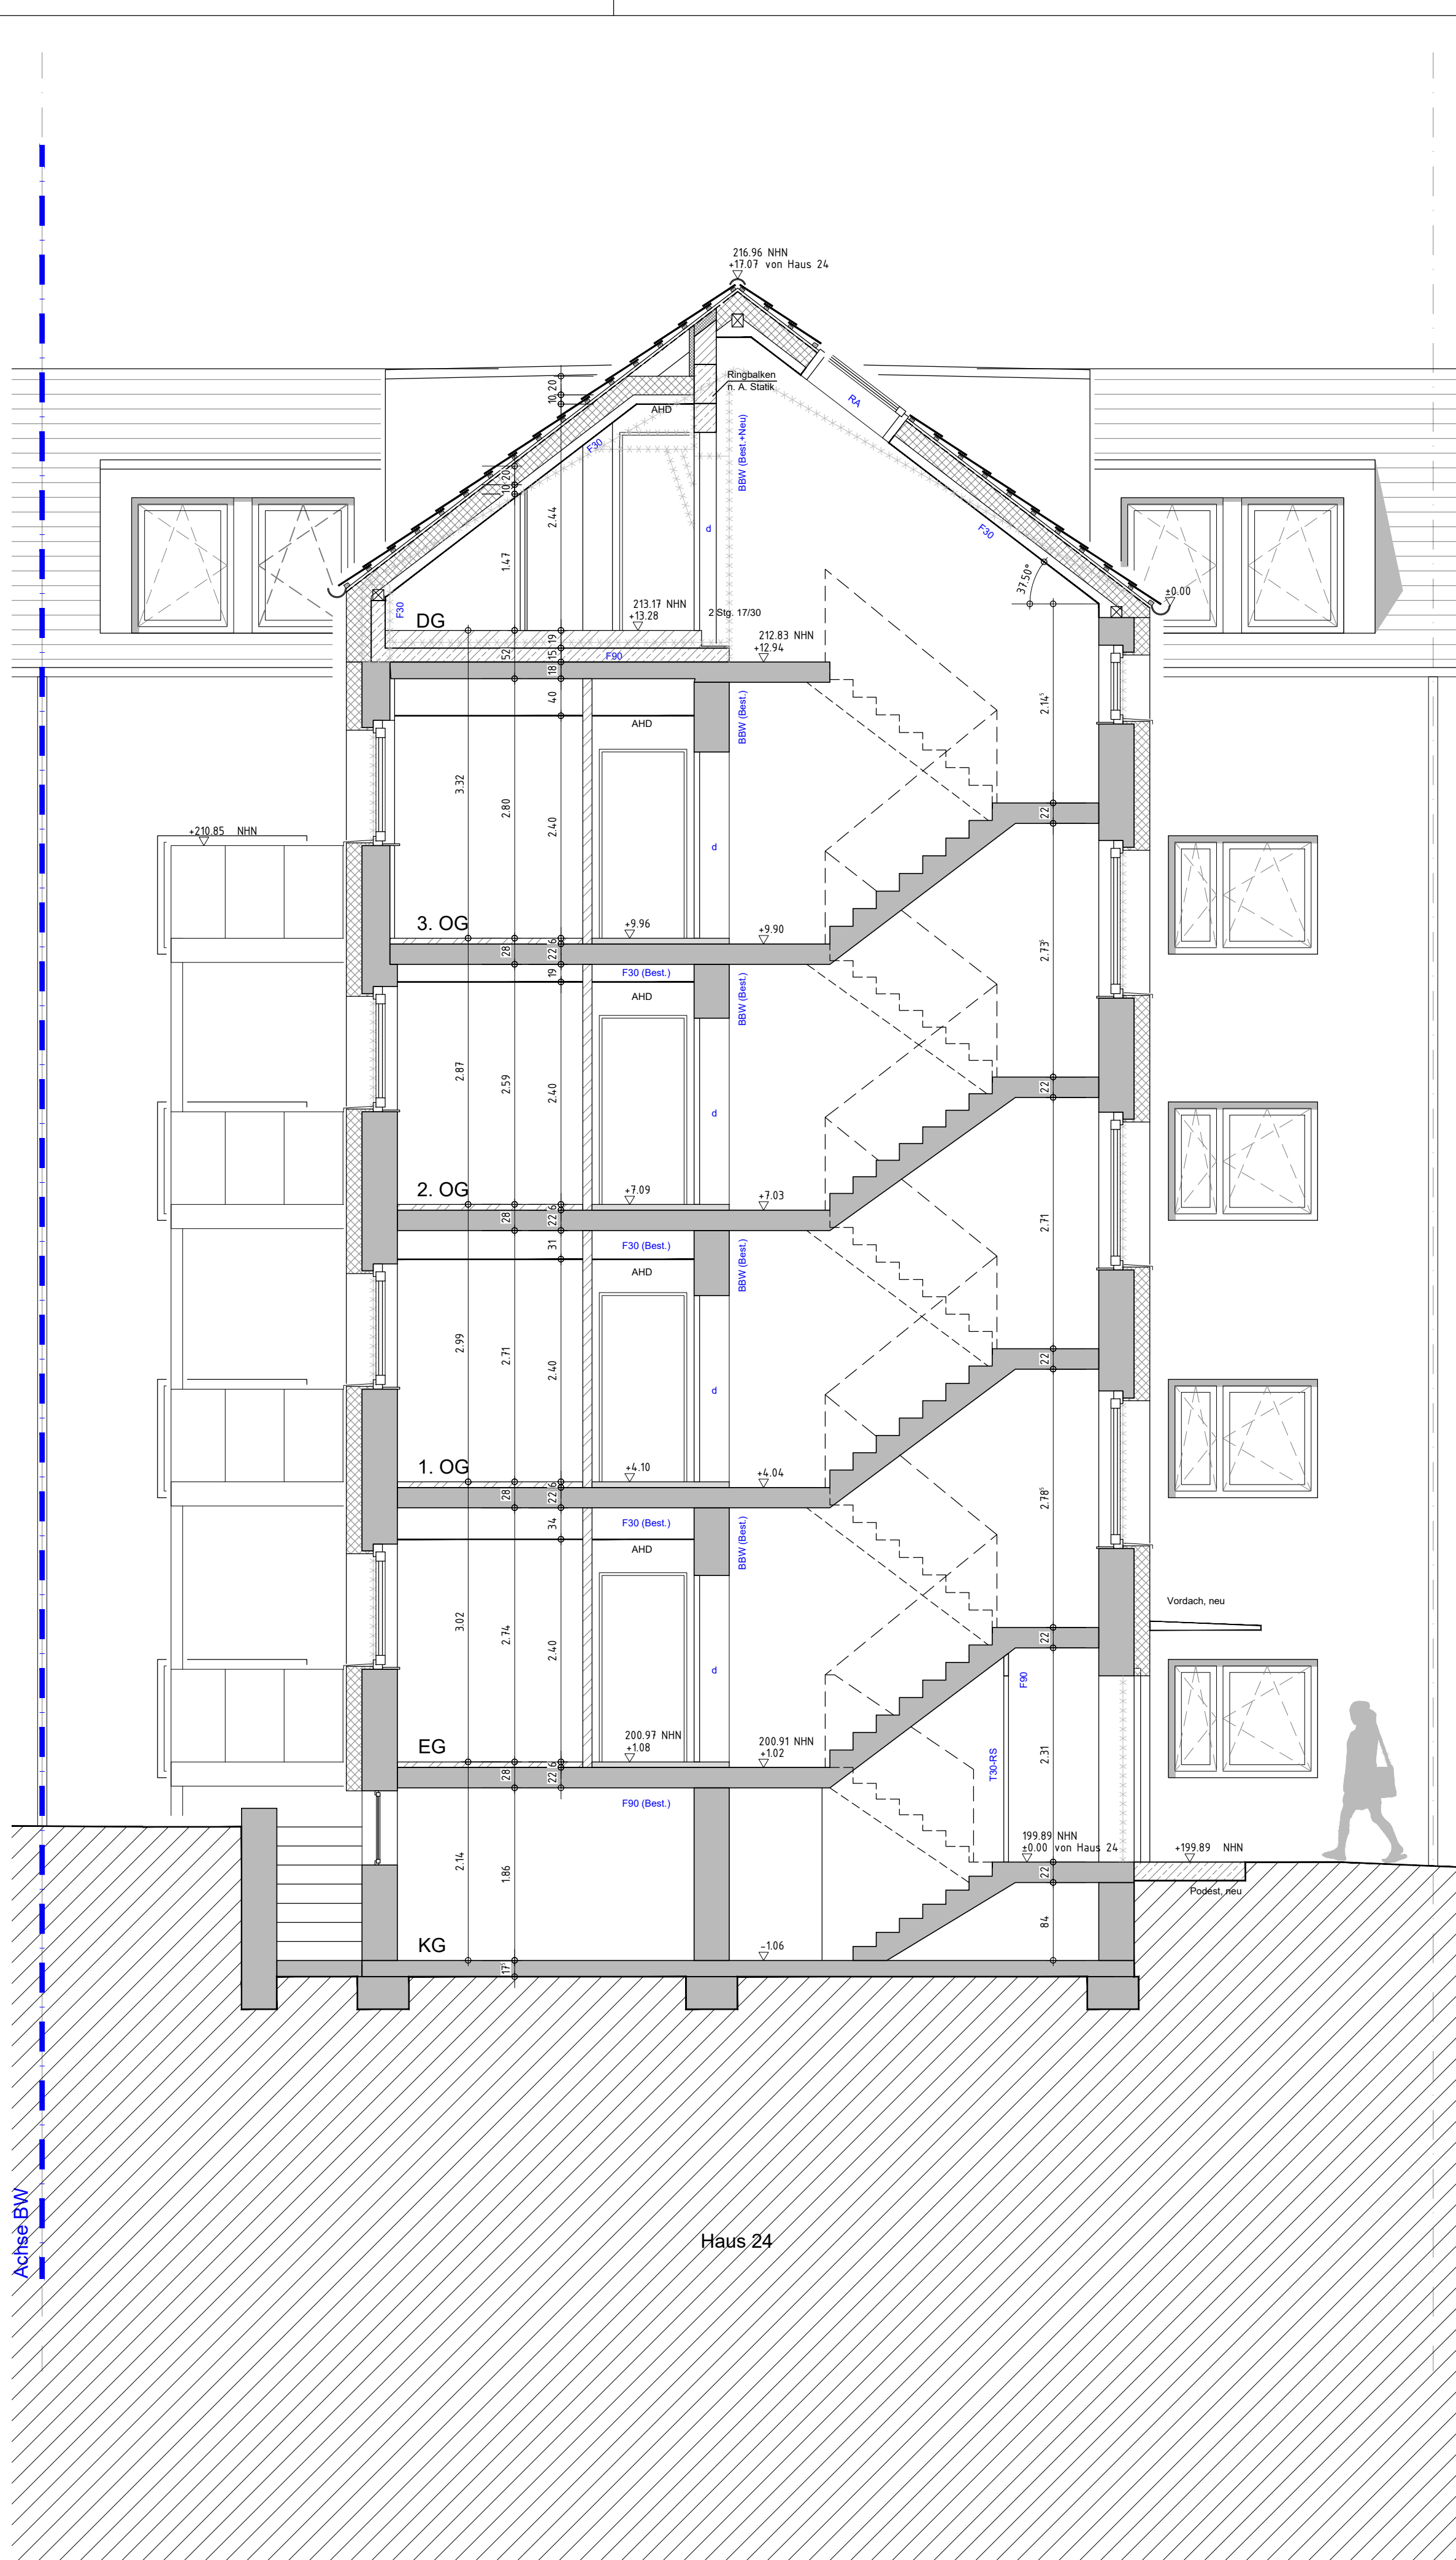 216.96 NHN
+17.07 von Haus 24
Ringbalken
n. A. Statik
10 20
AHD
RA
F30
BBW (Best.+Neu)
10 20
2.44
1.47
d
F30
37.50°
±0.00
F30
DG
213.17 NHN
+13.28
2 Stg. 17/30
212.83 NHN
+12.94
52
18 15 19
F90
40
AHD
BBW (Best.)
2.14⁵
3.32
2.80
2.40
22
+210.85 NHN
d
3. OG
+9.96
+9.90
28
22 6
19
F30 (Best.)
AHD
BBW (Best.)
2.73⁵
2.87
2.59
2.40
22
d
2. OG
+7.09
+7.03
28
22 6
31
F30 (Best.)
AHD
BBW (Best.)
2.71
2.99
2.71
2.40
22
d
1. OG
+4.10
+4.04
28
22 6
34
F30 (Best.)
AHD
BBW (Best.)
2.78⁵
Vordach, neu
3.02
2.74
2.40
22
d
F90
EG
200.97 NHN
+1.08
200.91 NHN
+1.02
28
22 6
T30-RS
2.31
F90 (Best.)
199.89 NHN
±0.00 von Haus 24
+199.89 NHN
2.14
1.86
22
Podest, neu
84
KG
-1.06
17⁵
Achse BW
Haus 24